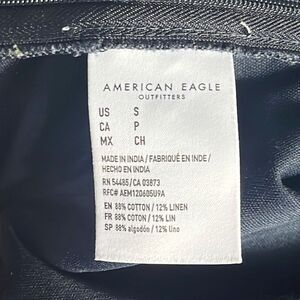 AMERICAN EAGLE
OUTFITTERS
US S
CA P
MX CH
MADE IN INDIA / FABRIQUÉ EN INDE /
HECHO EN INDIA
RN 54485/CA 03873
RFC# AEM120605U9A
EN 88% COTTON / 12% LINEN
FR 88% COTON / 12% LIN
SP 88% algodón / 12% lino